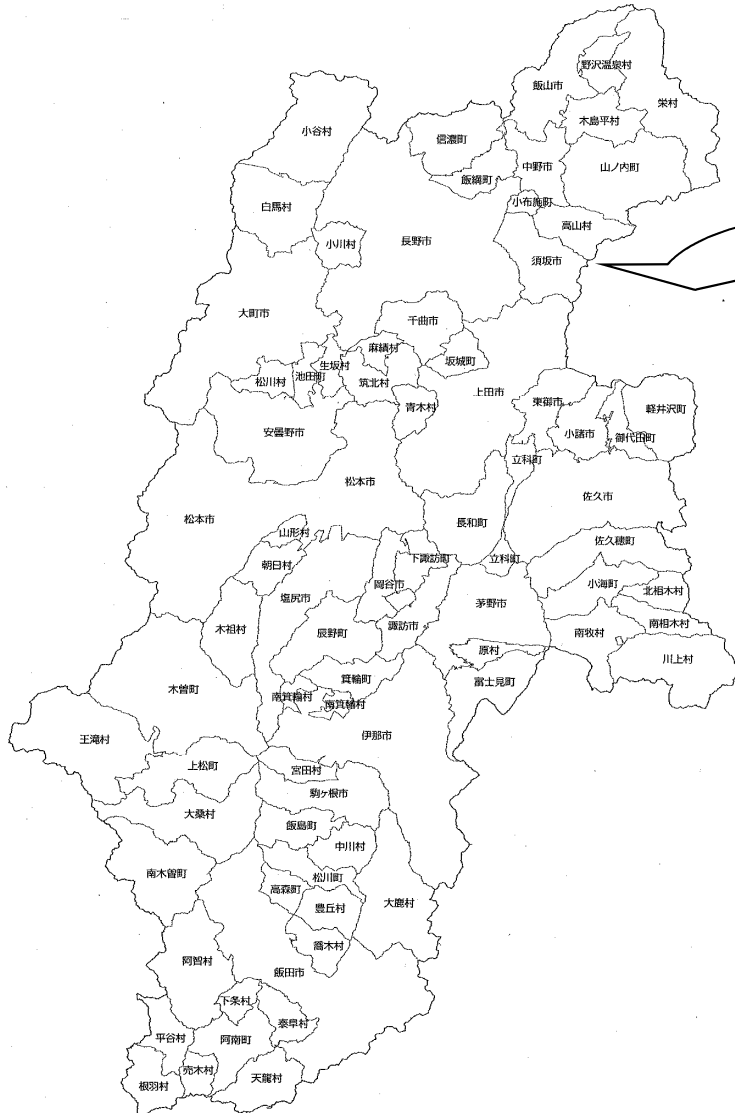 野沢温泉村
飯山市
栄村
木島平村
小谷村
信濃町
中野市
山ノ内町
飯綱町
小布施町
白馬村
高山村
小川村
長野市
須坂市
大町市
千曲市
麻績村
坂城町
生坂村
池田町
松川村
筑北村
上田市
青木村
東御市
軽井沢町
小諸市
御代田町
安曇野市
立科町
松本市
佐久市
松本市
長和町
山形村
佐久穂町
下諏訪町
立科町
朝日村
岡谷市
小海町
北相木村
塩尻市
茅野市
南相木村
木祖村
辰野町
諏訪市
南牧村
原村
川上村
箕輪町
富士見町
木曽町
南箕輪村
南箕輪村
伊那市
王滝村
上松町
宮田村
駒ヶ根市
大桑村
飯島町
中川村
南木曽町
松川町
高森町
大鹿村
豊丘村
喬木村
阿智村
飯田市
下条村
泰阜村
平谷村
阿南町
売木村
天龍村
根羽村